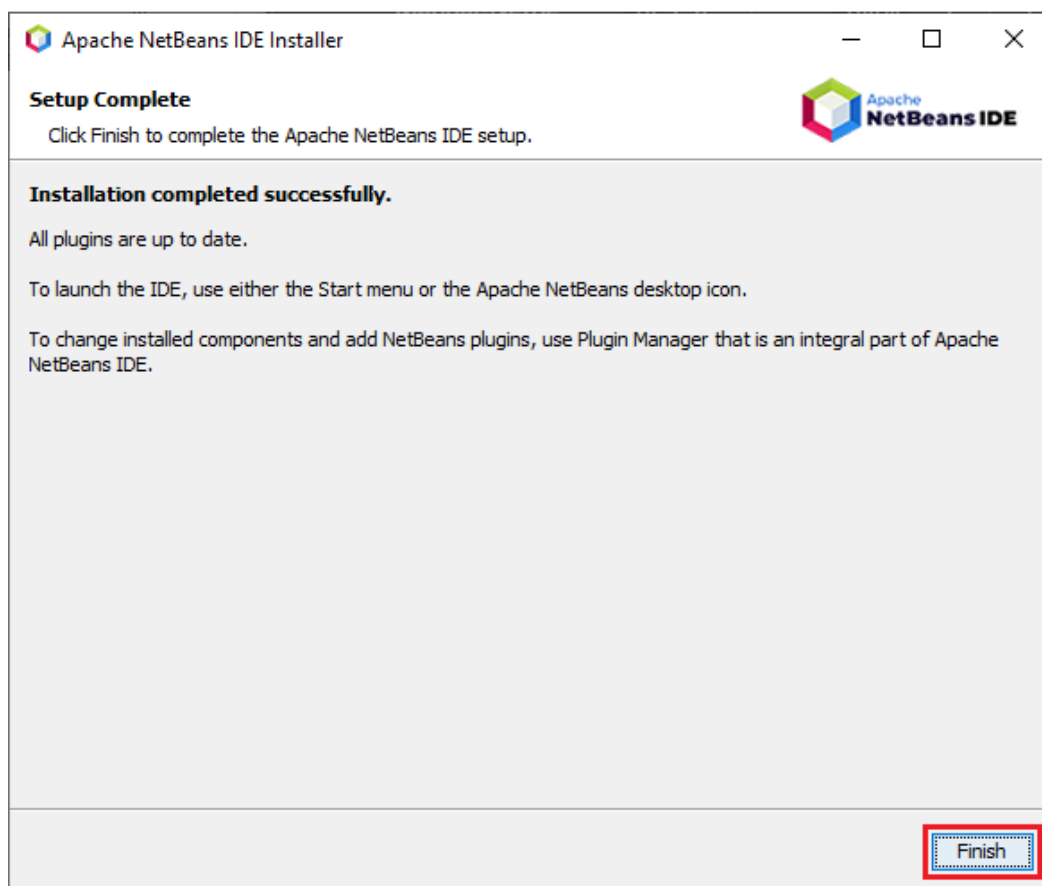 Apache NetBeans IDE Installer
Setup Complete
Click Finish to complete the Apache NetBeans IDE setup.
Apache
NetBeans IDE
Installation completed successfully.
All plugins are up to date.
To launch the IDE, use either the Start menu or the Apache NetBeans desktop icon.
To change installed components and add NetBeans plugins, use Plugin Manager that is an integral part of Apache
NetBeans IDE.
Finish